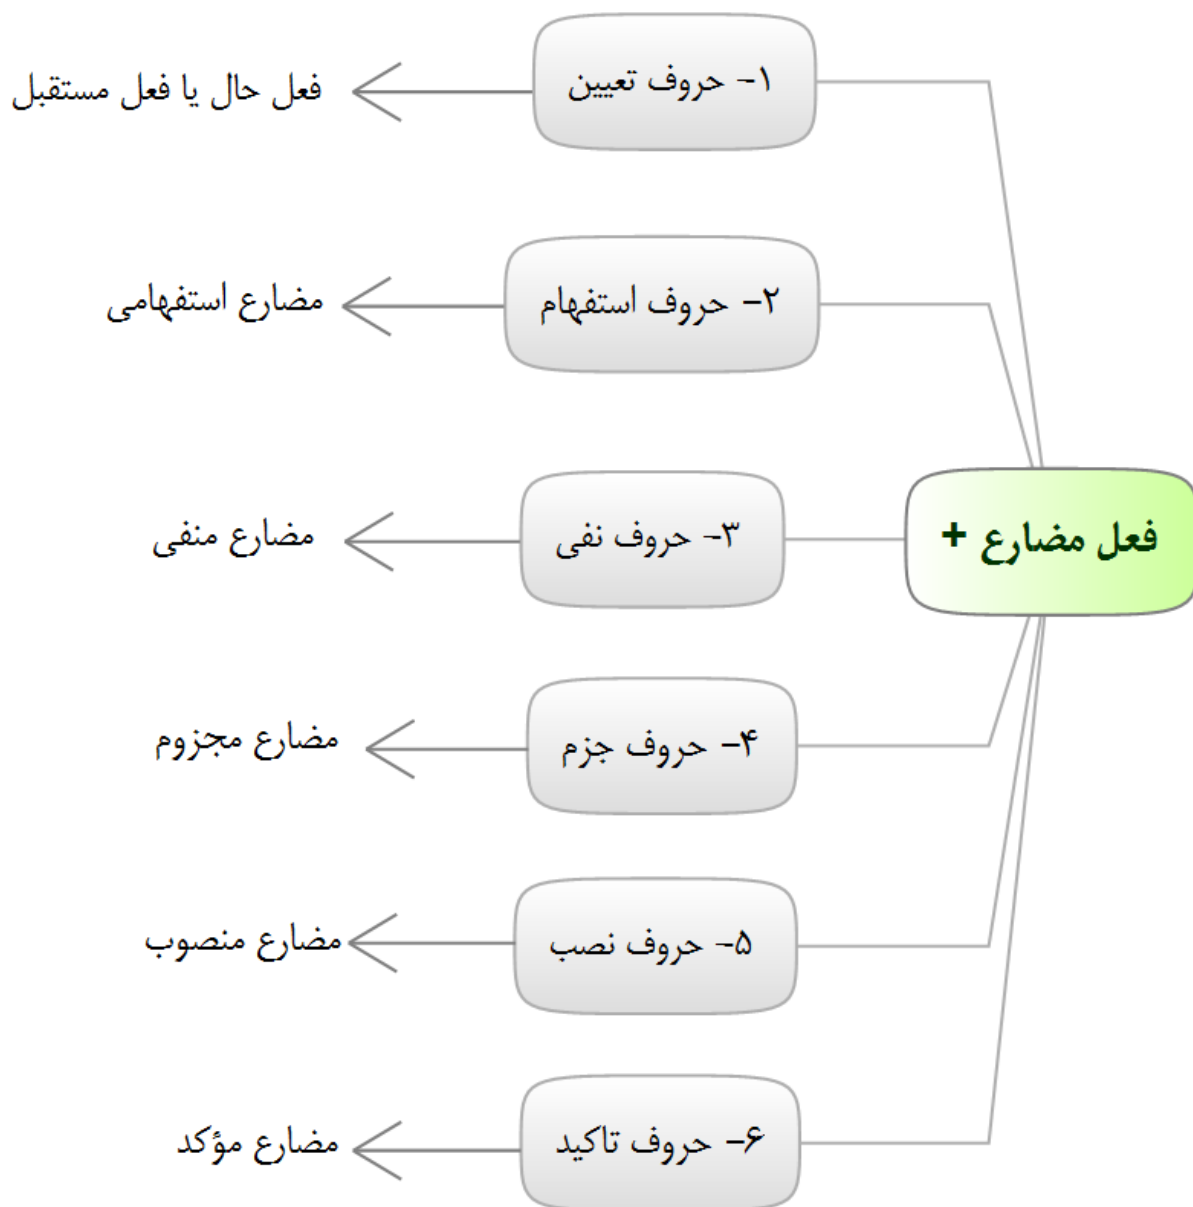 فعل مضارع +
۱- حروف تعیین
فعل حال یا فعل مستقبل
۲- حروف استفهام
مضارع استفهامی
۳- حروف نفی
مضارع منفی
۴- حروف جزم
مضارع مجزوم
۵- حروف نصب
مضارع منصوب
۶- حروف تاکید
مضارع مؤکد